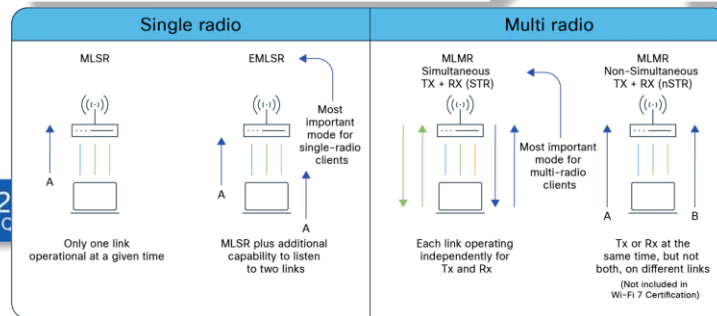 Single radio
Multi radio
MLSR
EMLSR
Most
important
mode for
single-radio
clients
A
A
A
Only one link
operational at a given time
MLSR plus additional
capability to listen
to two links
MLMR
Simultaneous
TX + RX (STR)
MLMR
Non-Simultaneous
TX + RX (nSTR)
Most important
mode for
multi-radio
clients
A
B
Each link operating
independently for
Tx and Rx
Tx or Rx at the
same time, but not
both, on different links
(Not included in
Wi-Fi 7 Certification)
2
Q